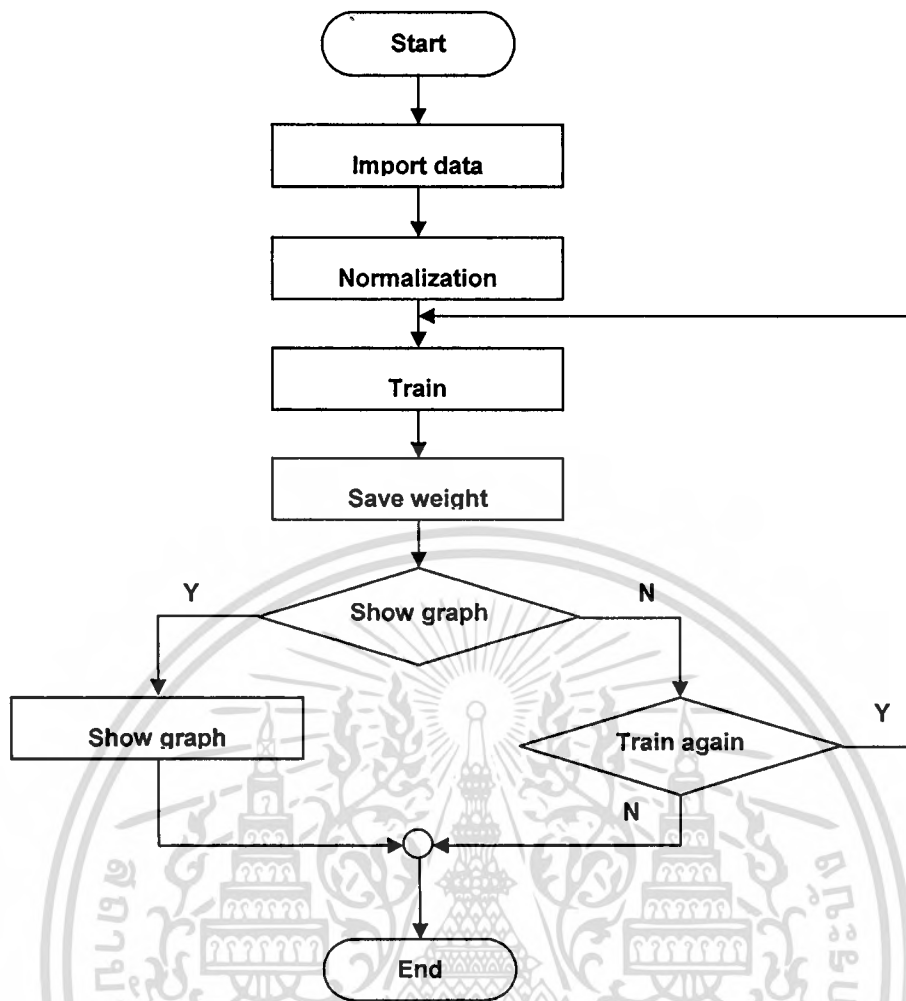 Start
Import data
Normalization
Train
Save weight
Y
Show graph
N
Show graph
Train again
Y
N
End